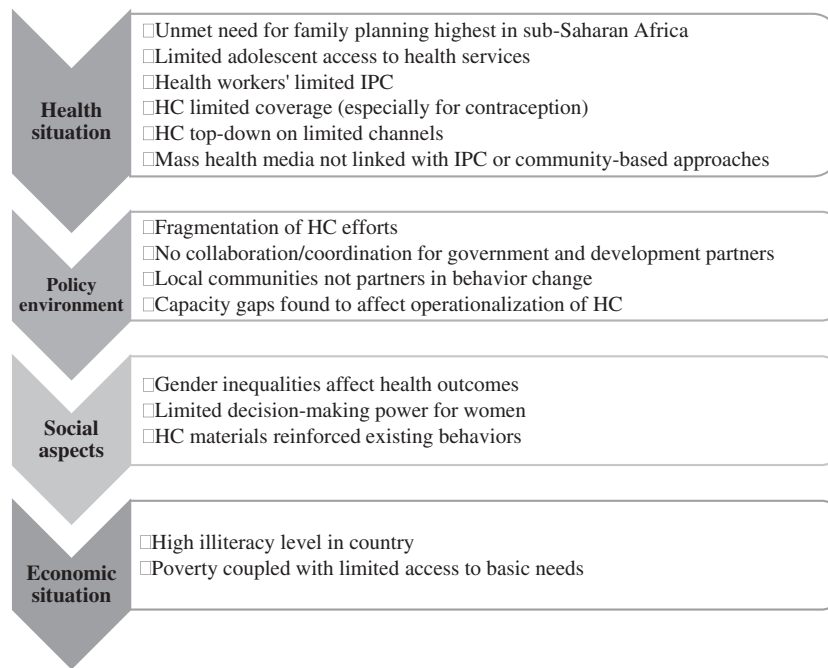 Health
situation
□Unmet need for family planning highest in sub-Saharan Africa
□Limited adolescent access to health services
□Health workers' limited IPC
□HC limited coverage (especially for contraception)
□HC top-down on limited channels
□Mass health media not linked with IPC or community-based approaches
Policy
environment
□Fragmentation of HC efforts
□No collaboration/coordination for government and development partners
□Local communities not partners in behavior change
□Capacity gaps found to affect operationalization of HC
Social
aspects
□Gender inequalities affect health outcomes
□Limited decision-making power for women
□HC materials reinforced existing behaviors
Economic
situation
□High illiteracy level in country
□Poverty coupled with limited access to basic needs